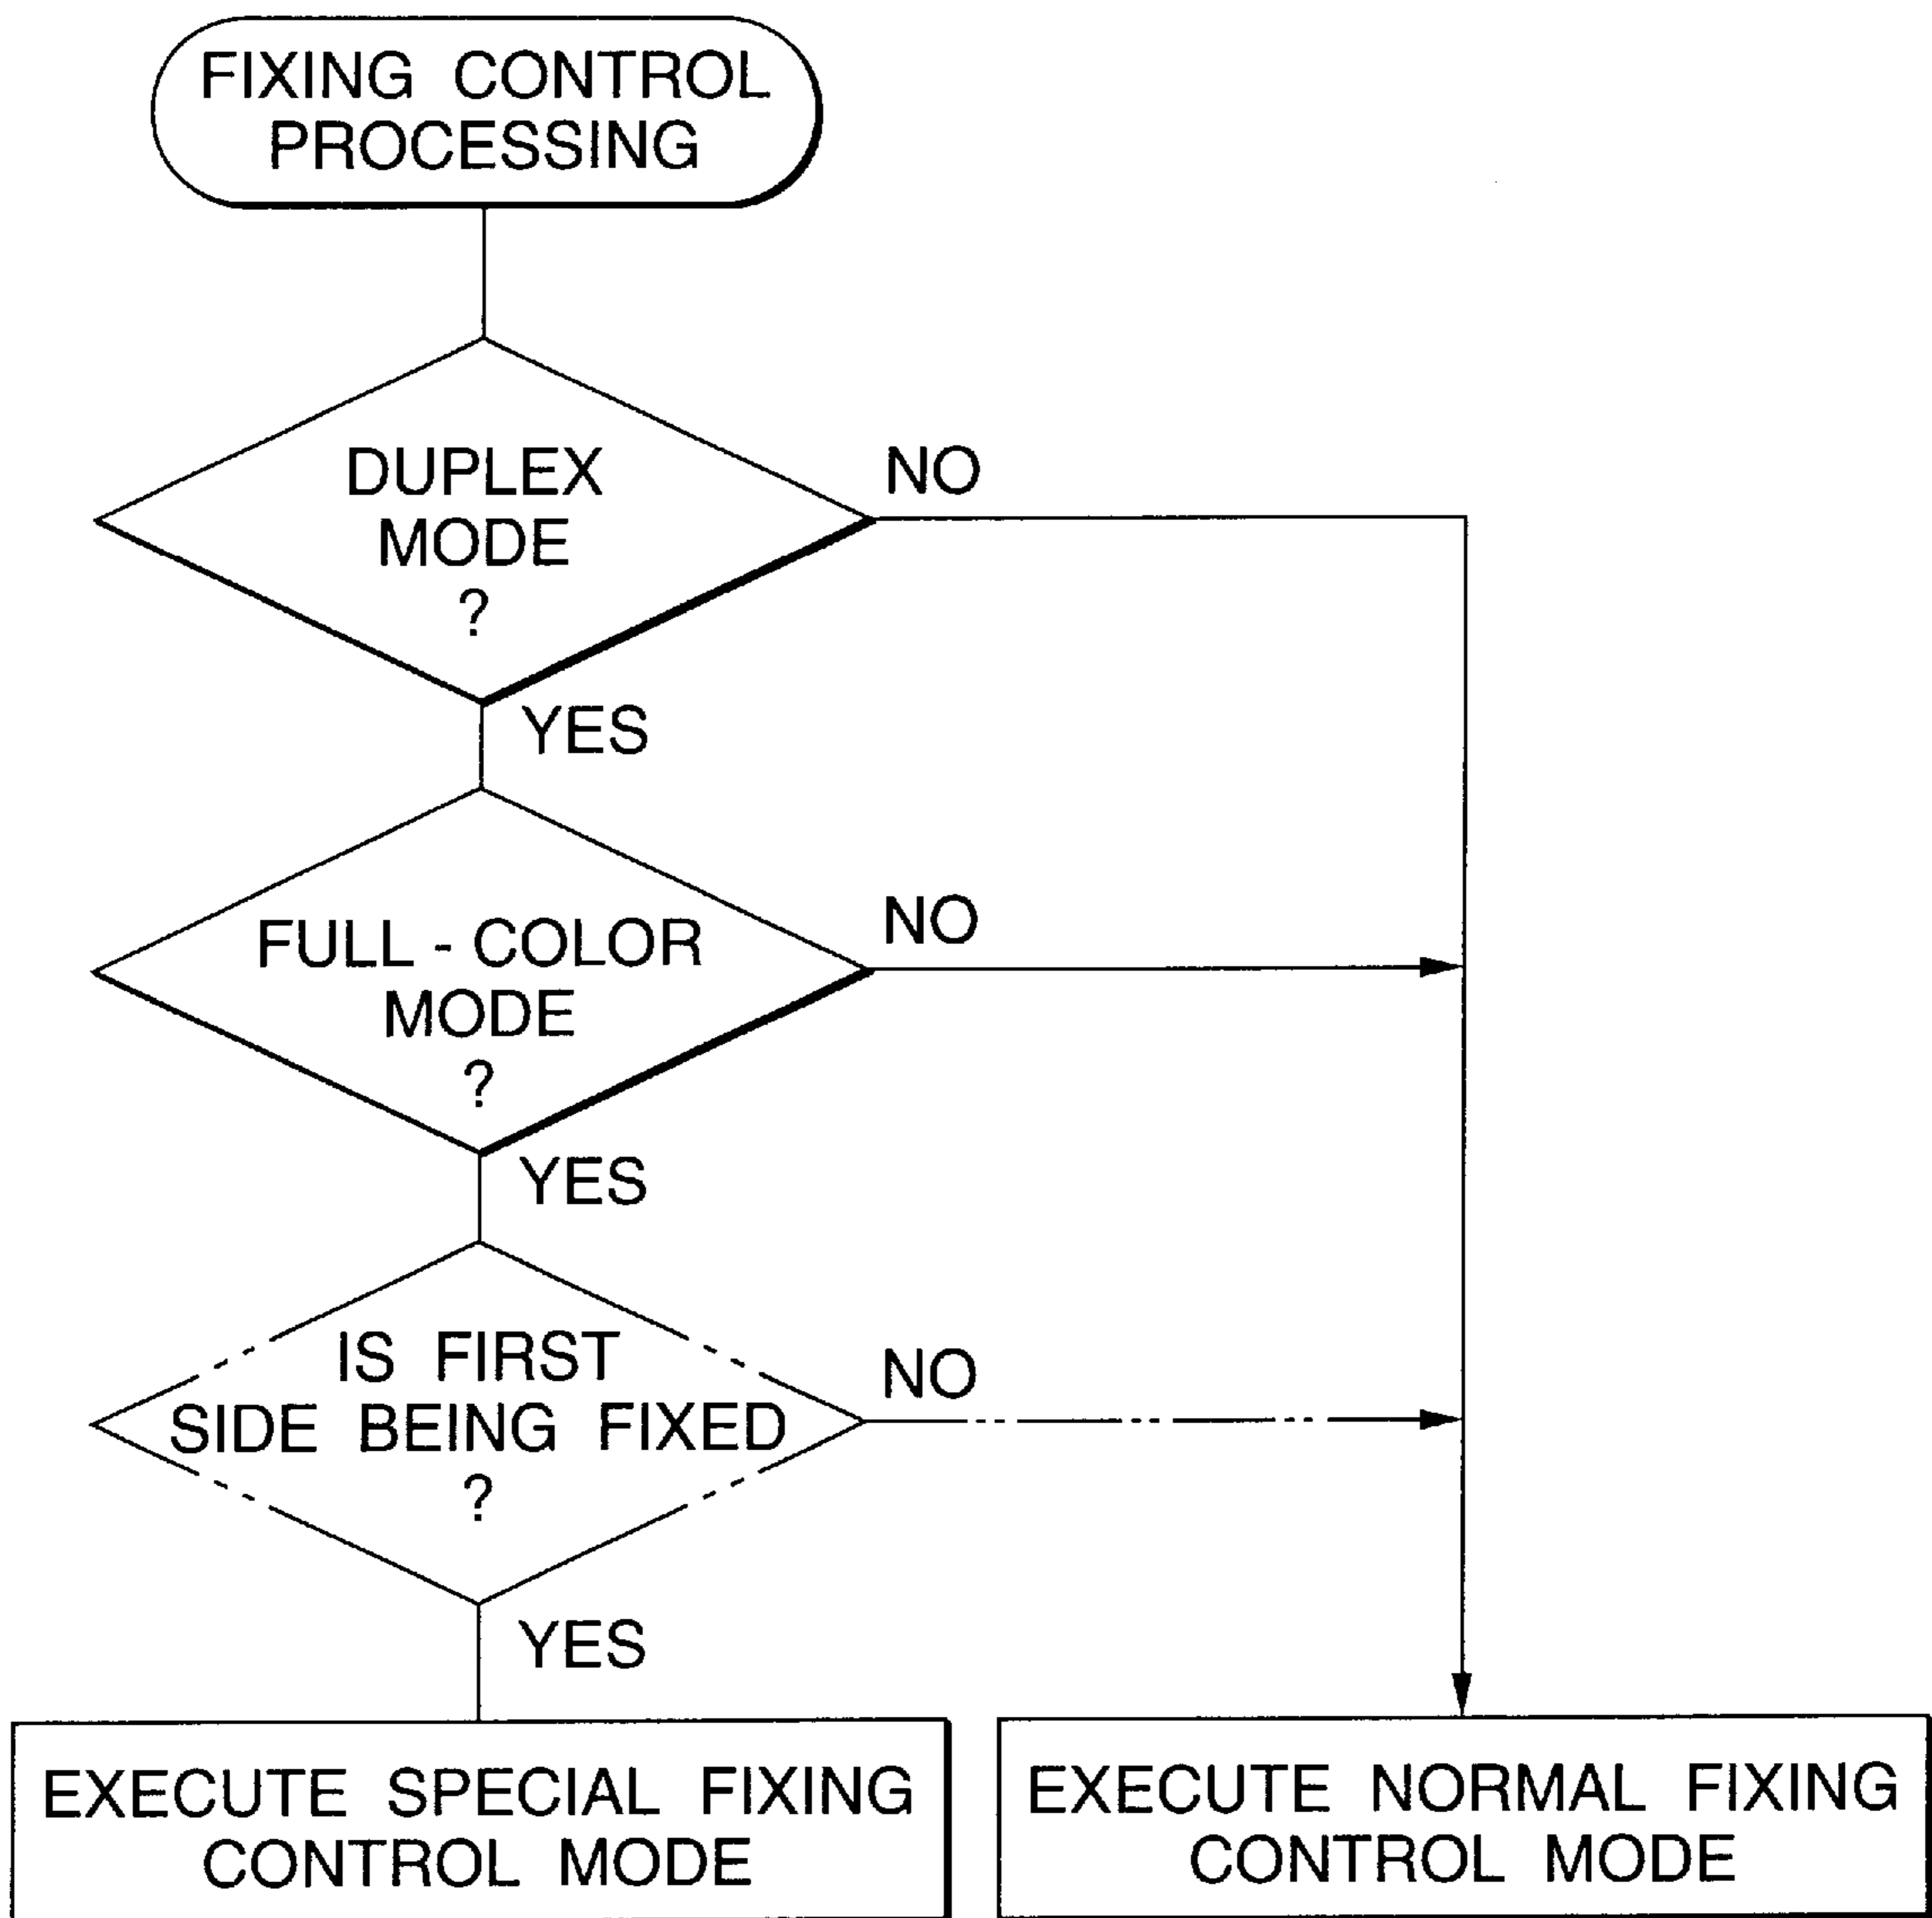 FIXING CONTROL
PROCESSING
DUPLEX
MODE
?
NO
YES
FULL - COLOR
MODE
?
NO
YES
IS FIRST
SIDE BEING FIXED
?
NO
YES
EXECUTE SPECIAL FIXING
CONTROL MODE
EXECUTE NORMAL FIXING
CONTROL MODE